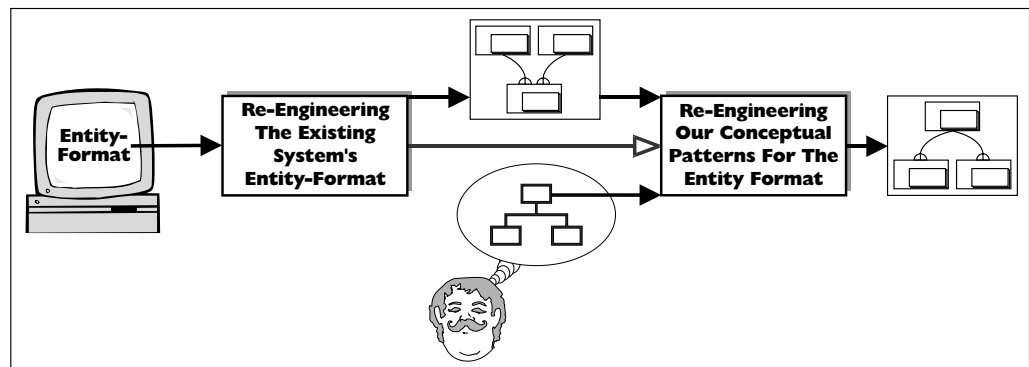 Entity-
Format
Re-Engineering
The Existing
System's
Entity-Format
Re-Engineering
Our Conceptual
Patterns For The
Entity Format